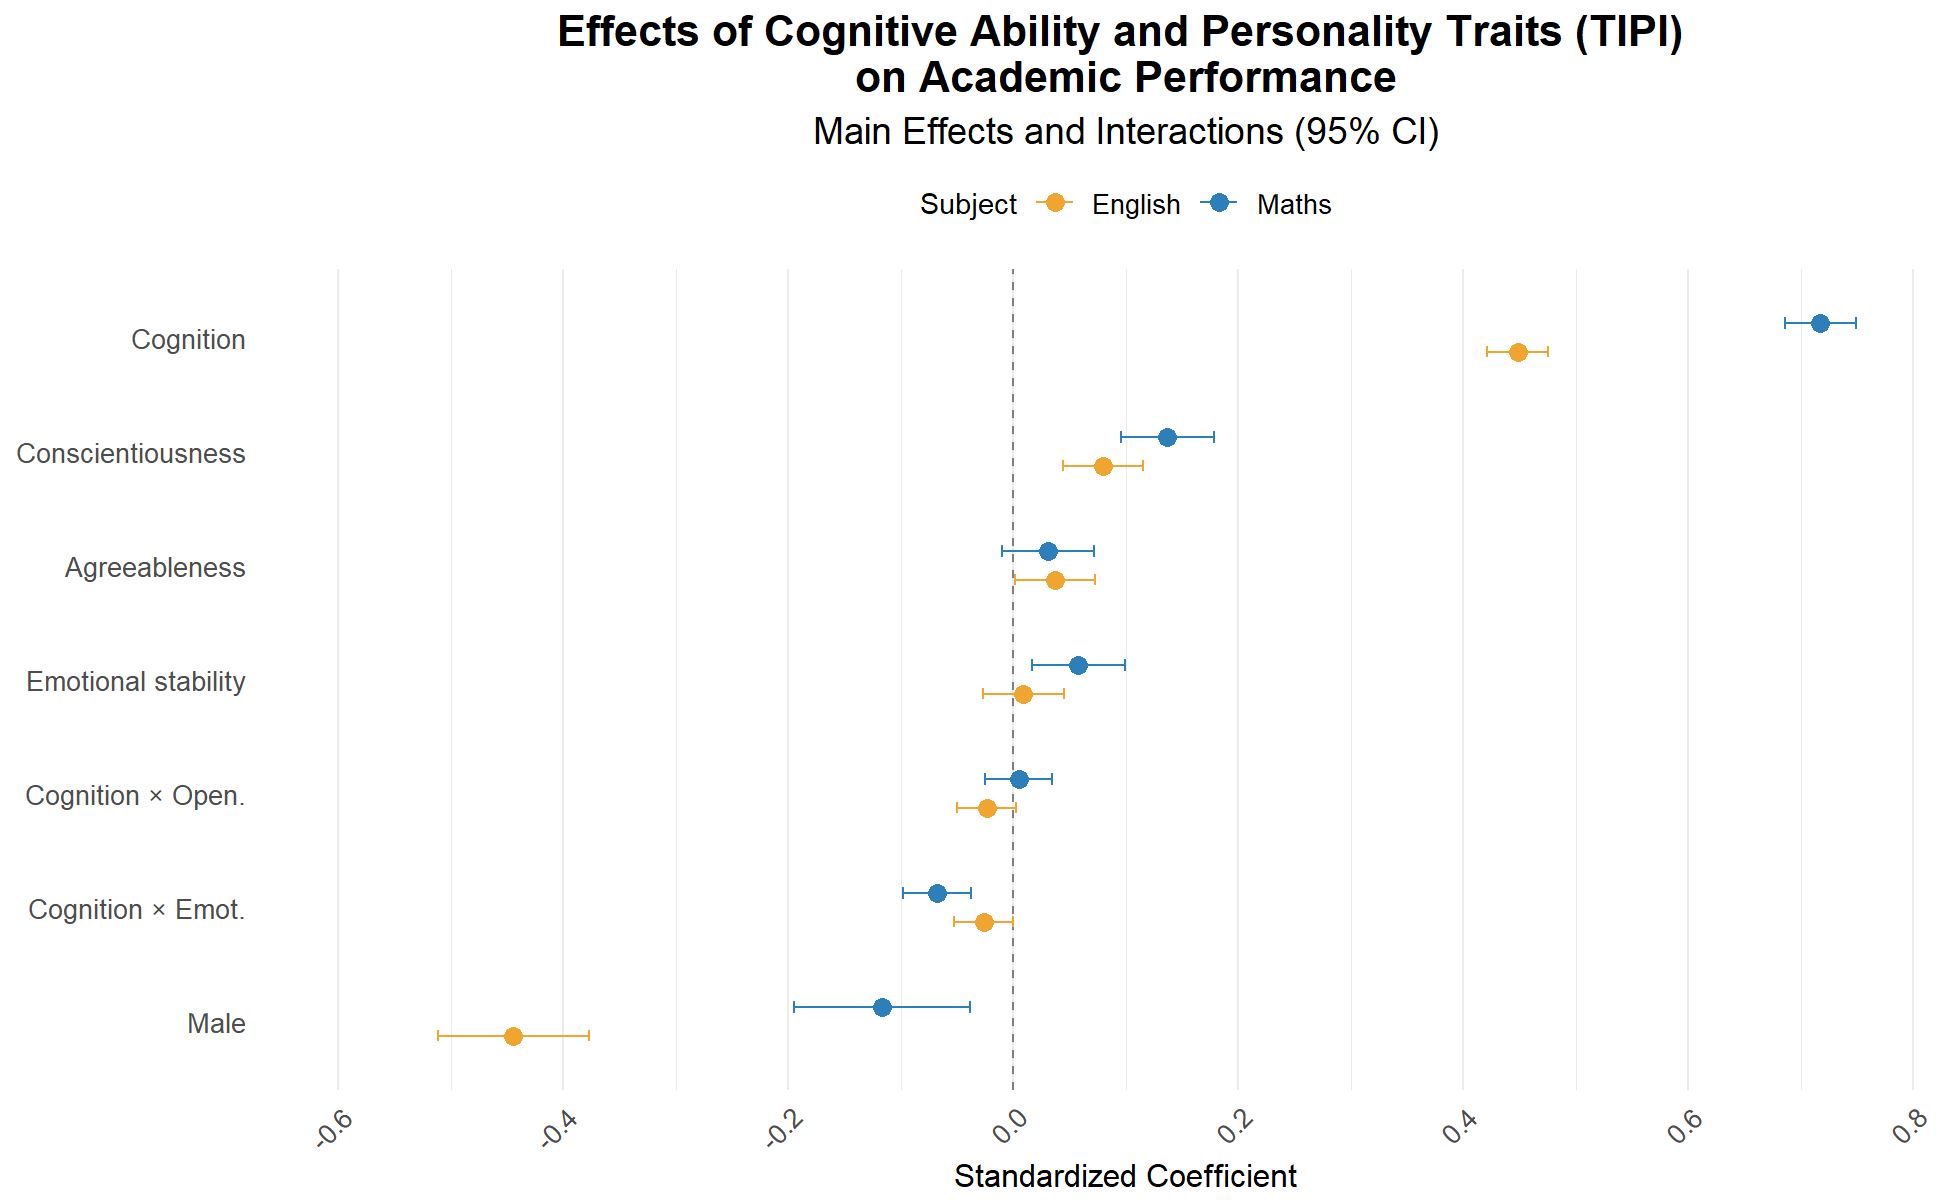 Effects of Cognitive Ability and Personality Traits (TIPI)
on Academic Performance
Main Effects and Interactions (95% CI)
Subject English Maths
Cognition
Conscientiousness
Agreeableness
Emotional stability
Cognition × Open.
Cognition × Emot.
Male
-0.6 -0.4 -0.2 0.0 0.2 0.4 0.6 0.8
Standardized Coefficient